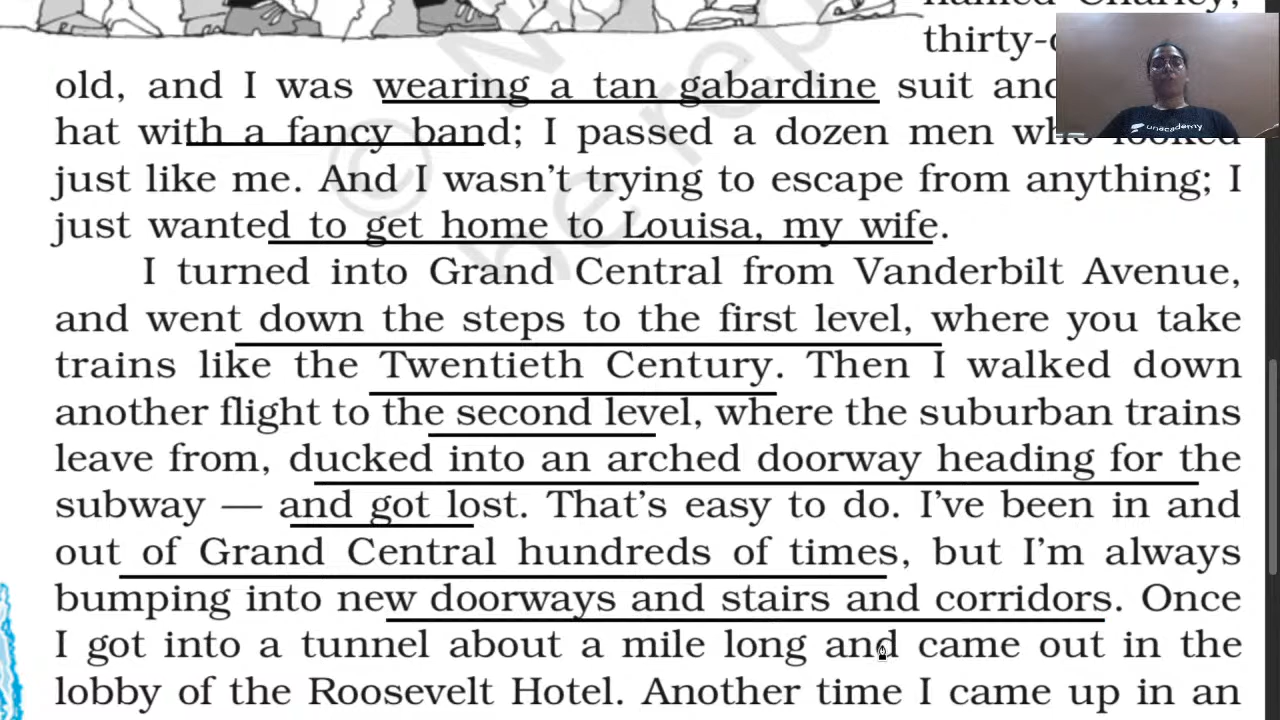 named Charley,
thirty-
old, and I was wearing a tan gabardine suit and
hat with a fancy band; I passed a dozen men who looked
just like me. And I wasn't trying to escape from anything; I
just wanted to get home to Louisa, my wife.
I turned into Grand Central from Vanderbilt Avenue,
and went down the steps to the first level, where you take
trains like the Twentieth Century. Then I walked down
another flight to the second level, where the suburban trains
leave from, ducked into an arched doorway heading for the
subway — and got lost. That's easy to do. I've been in and
out of Grand Central hundreds of times, but I'm always
bumping into new doorways and stairs and corridors. Once
I got into a tunnel about a mile long and came out in the
lobby of the Roosevelt Hotel. Another time I came up in an
unacademy